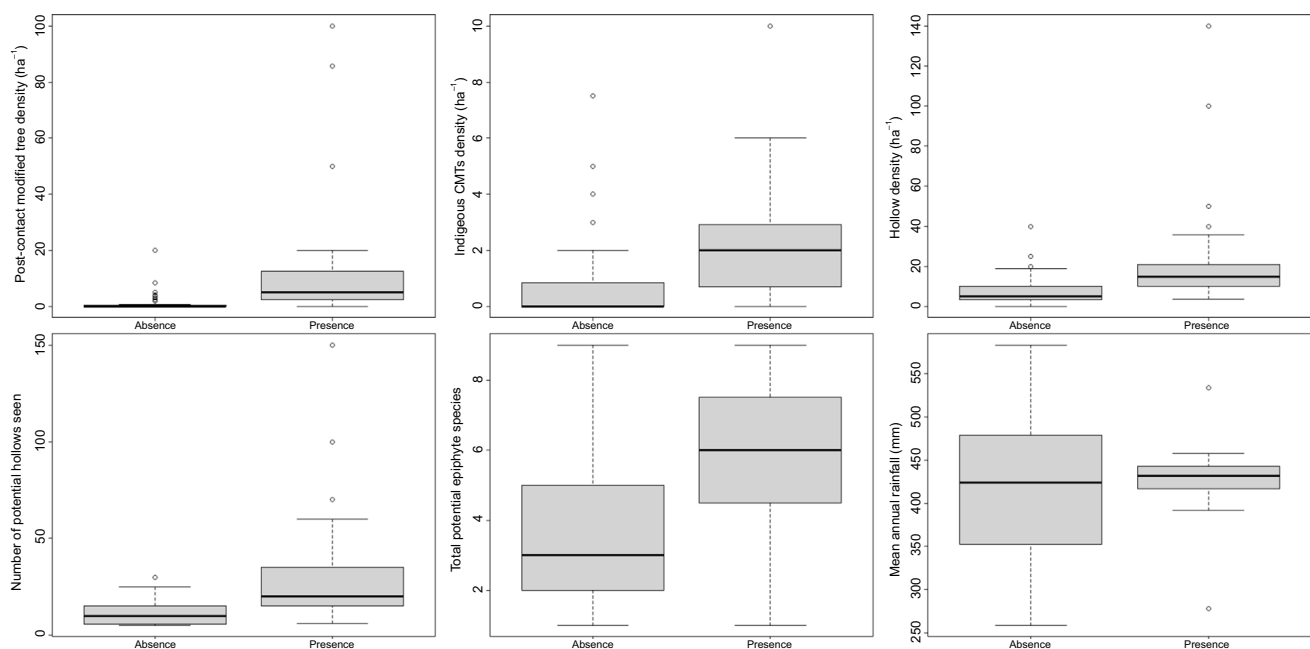 Post-contact modified tree density (ha⁻¹)
0 20 40 60 80 100
Absence Presence
Indigeous CMTs density (ha⁻¹)
0 2 4 6 8 10
Absence Presence
Hollow density (ha⁻¹)
0 20 40 60 80 100 120 140
Absence Presence
Number of potential hollows seen
0 50 100 150
Absence Presence
Total potential epiphyte species
2 4 6 8
Absence Presence
Mean annual rainfall (mm)
250 300 350 400 450 500 550
Absence Presence